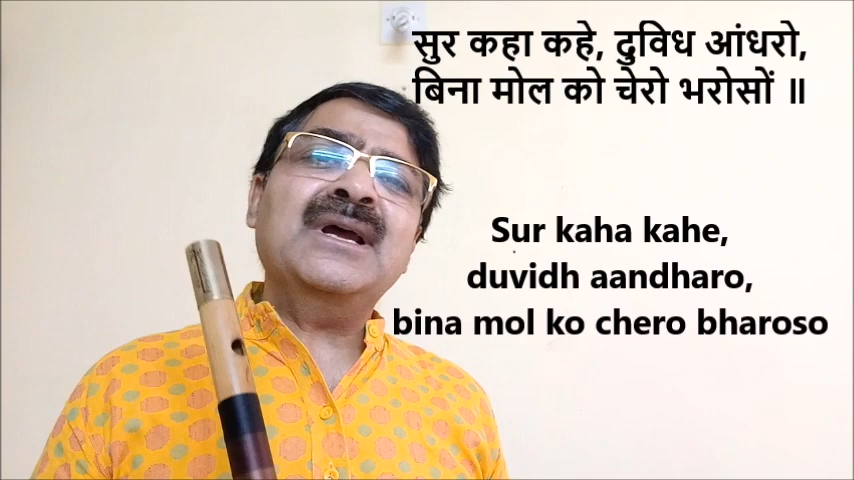 सुर कहा कहे, दुविध आंधरो,
बिना मोल को चेरो भरोसों ॥
Sur kaha kahe,
duvidh aandharo,
bina mol ko chero bharoso